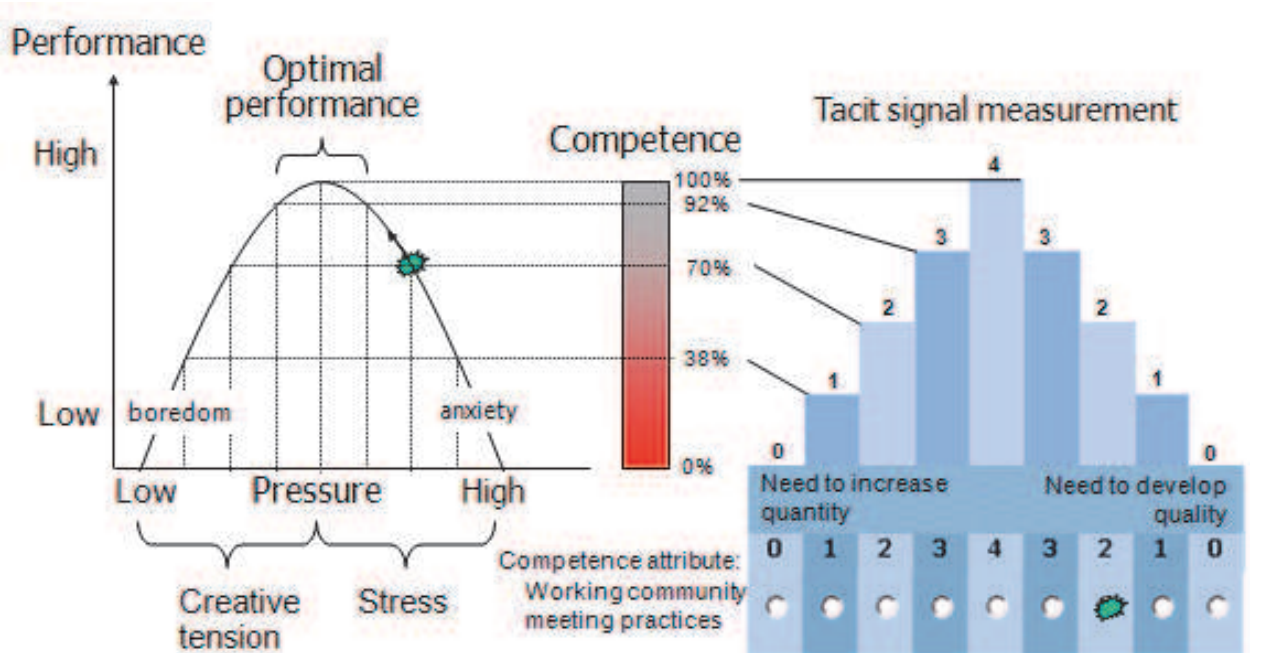 Performance
High
Low
Optimal
performance
boredom
anxiety
Low
Pressure
High
Creative
tension
Stress
Competence
100%
92%
70%
38%
0%
Tacit signal measurement
0
1
2
3
4
3
2
1
0
Need to increase
quantity
Need to develop
quality
Competence attribute:
Working community
meeting practices
0 1 2 3 4 3 2 1 0